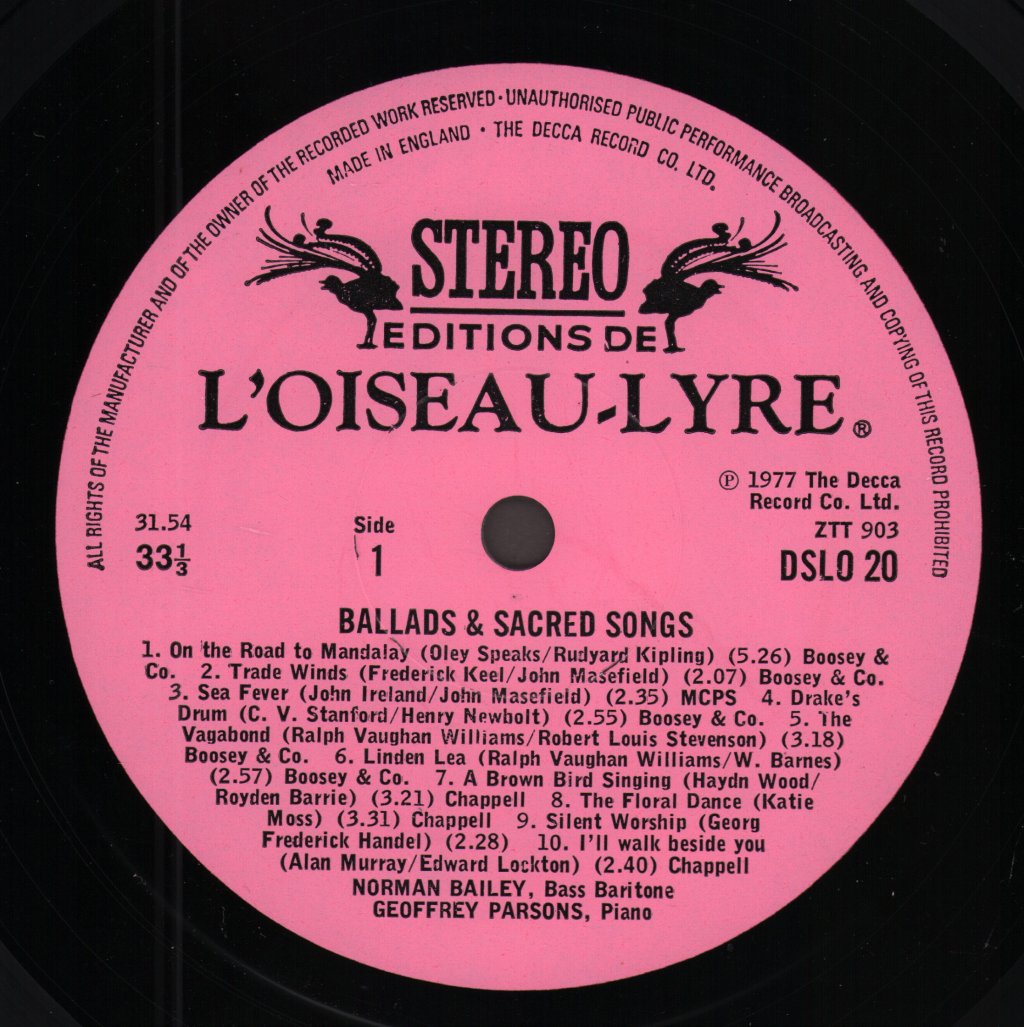 ALL RIGHTS OF THE MANUFACTURER AND OF THE OWNER OF THE RECORDED WORK RESERVED · UNAUTHORISED PUBLIC PERFORMANCE BROADCASTING AND COPYING OF THIS RECORD PROHIBITED
MADE IN ENGLAND · THE DECCA RECORD CO. LTD.
STEREO
EDITIONS DE
L'OISEAU-LYRE ®
℗ 1977 The Decca
Record Co. Ltd.
31.54 Side ZTT 903
33⅓ 1 DSLO 20
BALLADS & SACRED SONGS
1. On the Road to Mandalay (Oley Speaks/Rudyard Kipling) (5.26) Boosey &
Co. 2. Trade Winds (Frederick Keel/John Masefield) (2.07) Boosey & Co.
3. Sea Fever (John Ireland/John Masefield) (2.35) MCPS 4. Drake's
Drum (C. V. Stanford/Henry Newbolt) (2.55) Boosey & Co. 5. The
Vagabond (Ralph Vaughan Williams/Robert Louis Stevenson) (3.18)
Boosey & Co. 6. Linden Lea (Ralph Vaughan Williams/W. Barnes)
(2.57) Boosey & Co. 7. A Brown Bird Singing (Haydn Wood/
Royden Barrie) (3.21) Chappell 8. The Floral Dance (Katie
Moss) (3.31) Chappell 9. Silent Worship (Georg
Frederick Handel) (2.28) 10. I'll walk beside you
(Alan Murray/Edward Lockton) (2.40) Chappell
NORMAN BAILEY, Bass Baritone
GEOFFREY PARSONS, Piano